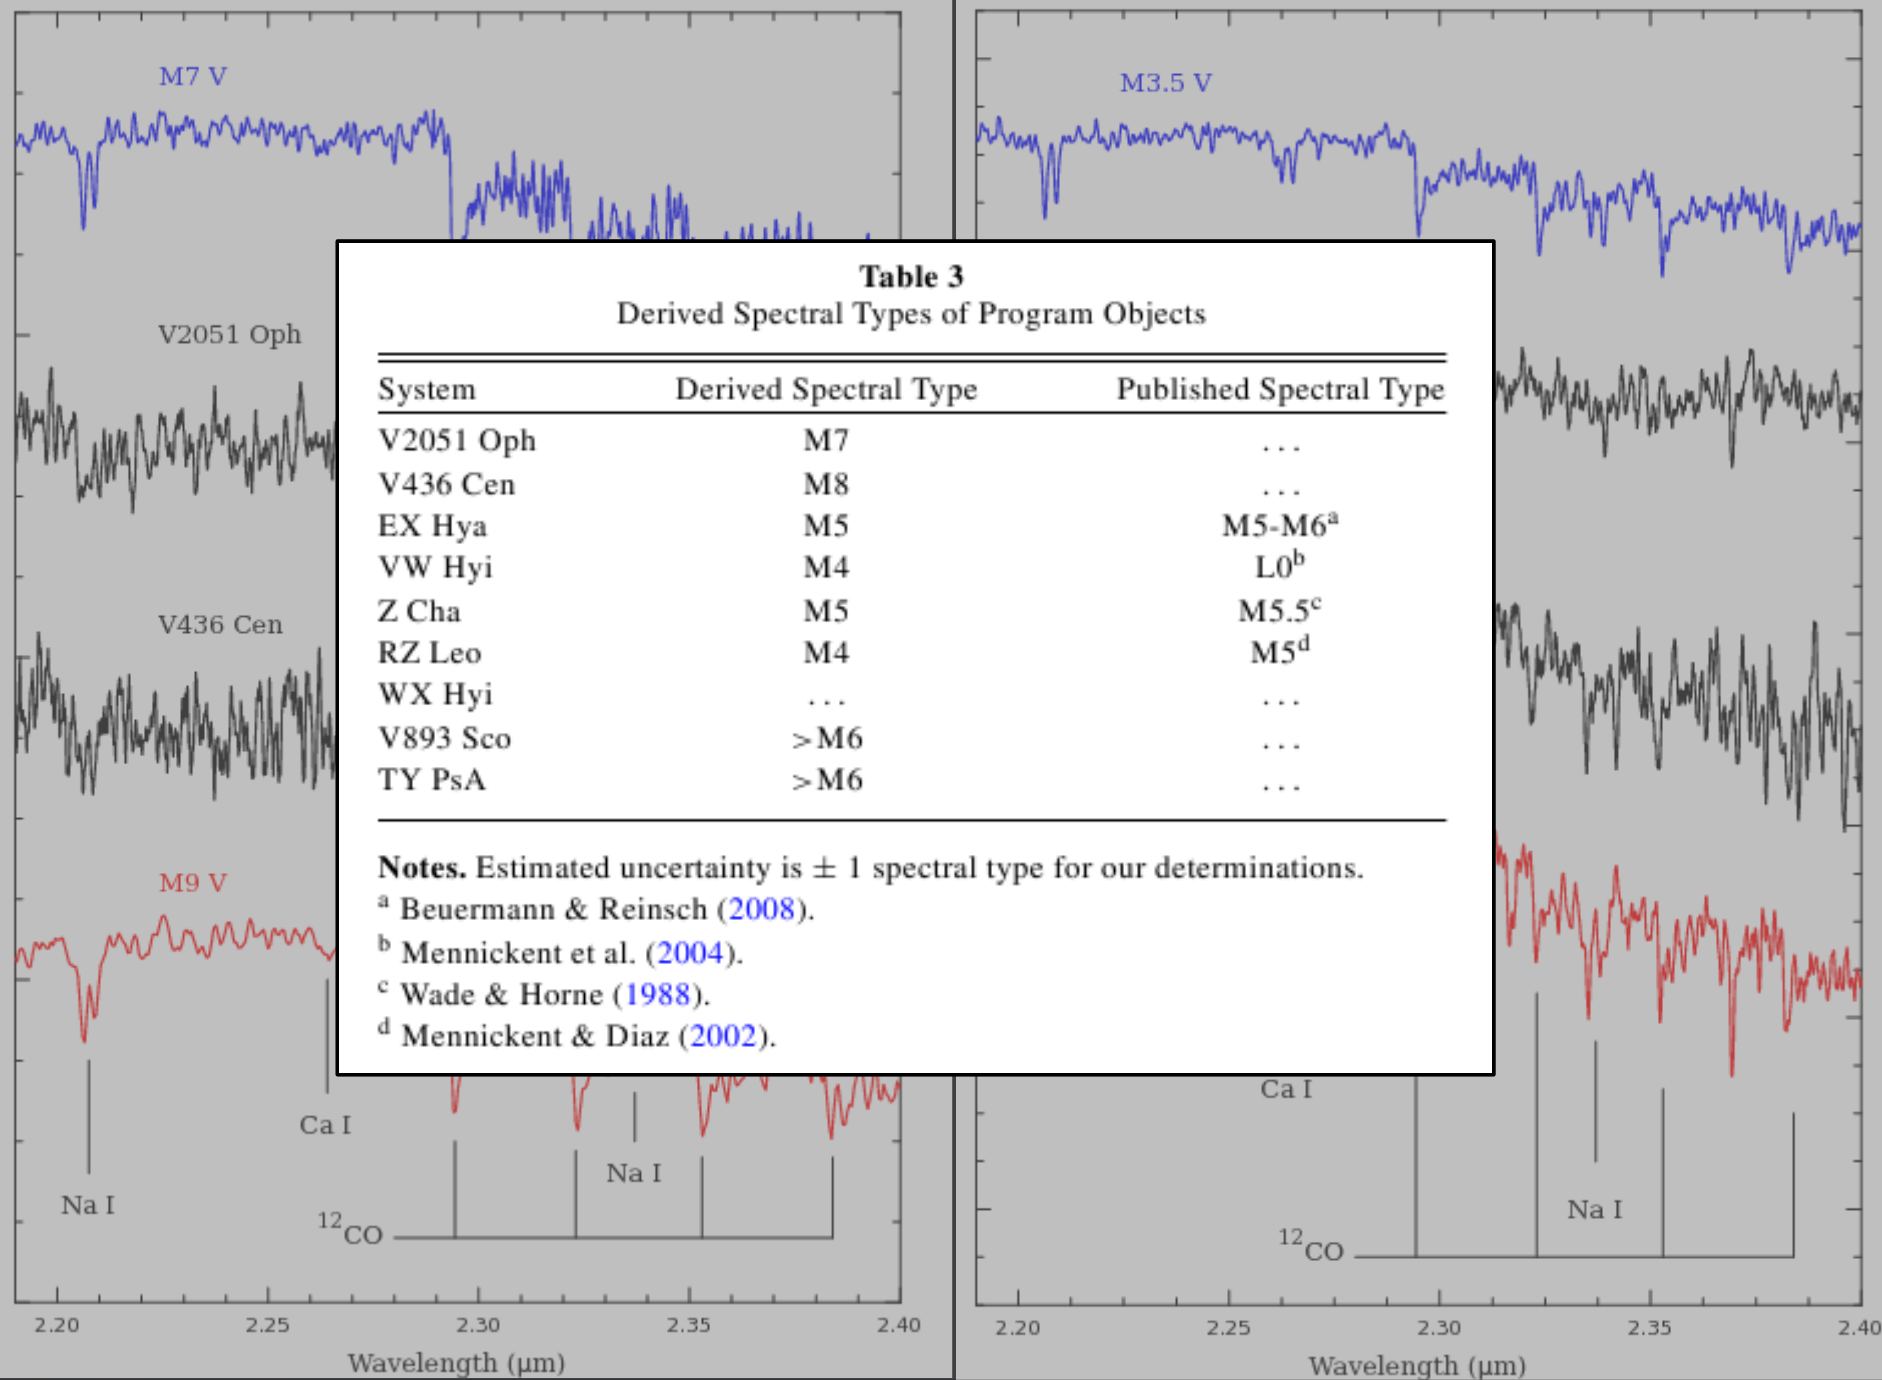 M7 V
V2051 Oph
V436 Cen
M9 V
Ca I
Na I
Na I
¹²CO
2.20 2.25 2.30 2.35 2.40
Wavelength (μm)
M3.5 V
Ca I
Na I
¹²CO
2.20 2.25 2.30 2.35 2.40
Wavelength (μm)
Table 3
Derived Spectral Types of Program Objects
System Derived Spectral Type Published Spectral Type
V2051 Oph M7 ...
V436 Cen M8 ...
EX Hya M5 M5-M6ᵃ
VW Hyi M4 L0ᵇ
Z Cha M5 M5.5ᶜ
RZ Leo M4 M5ᵈ
WX Hyi ... ...
V893 Sco >M6 ...
TY PsA >M6 ...
Notes. Estimated uncertainty is ± 1 spectral type for our determinations.
ᵃ Beuermann & Reinsch (2008).
ᵇ Mennickent et al. (2004).
ᶜ Wade & Horne (1988).
ᵈ Mennickent & Diaz (2002).